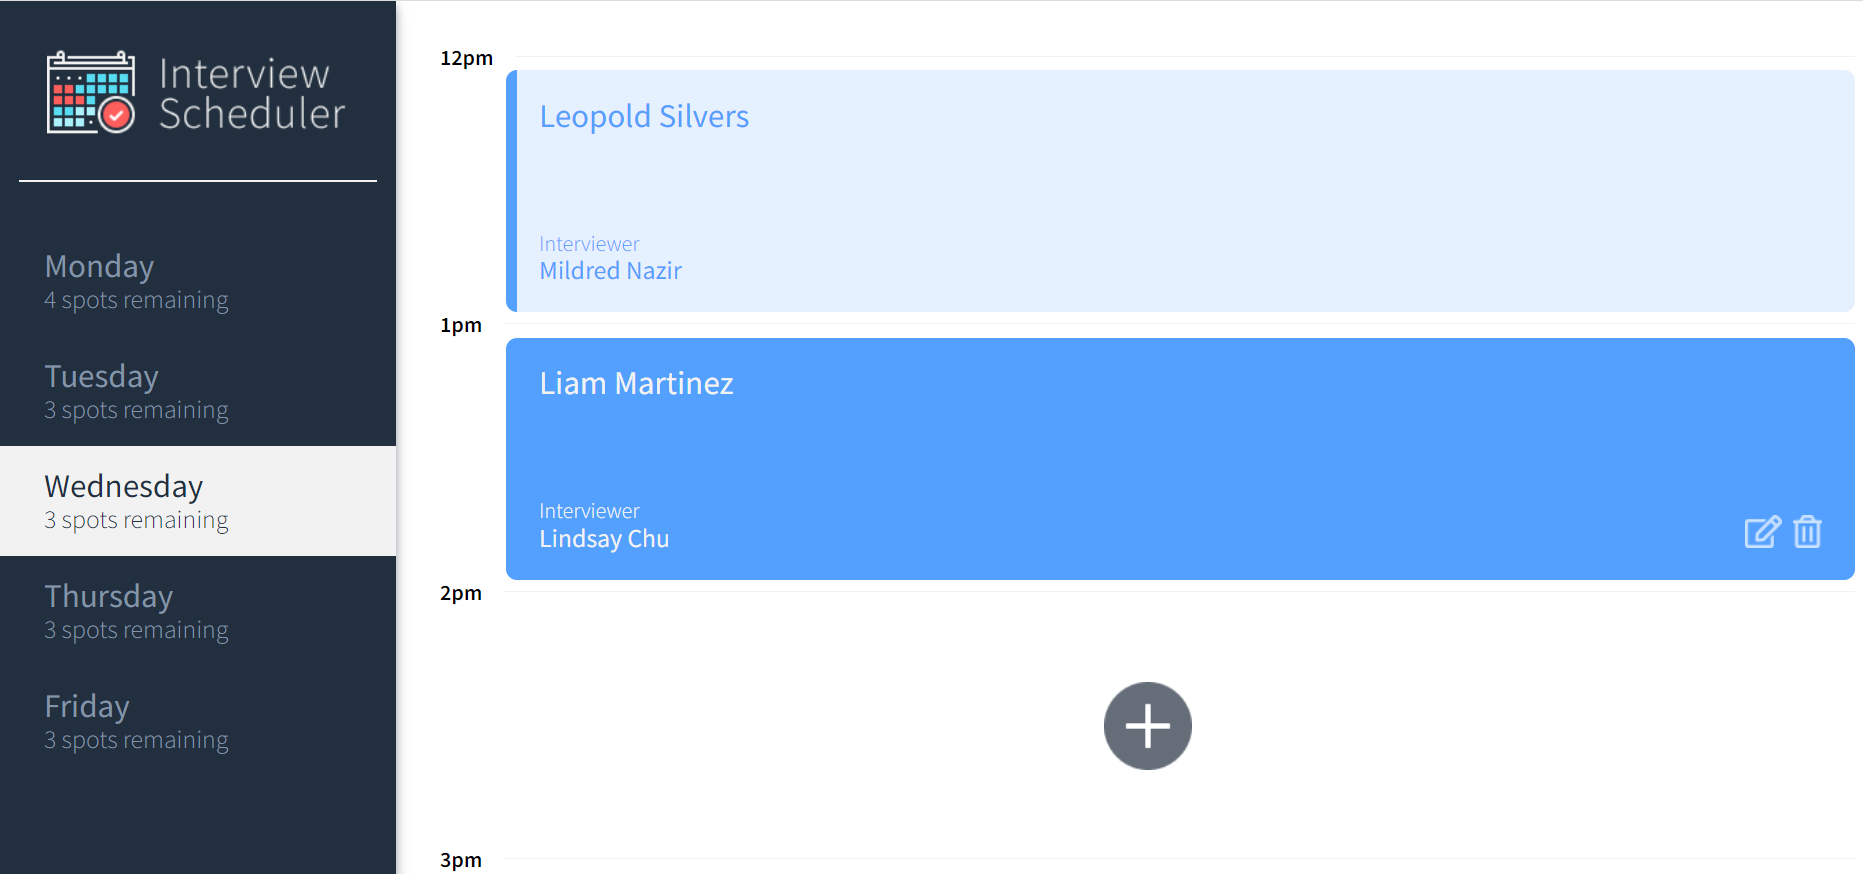 Interview
Scheduler
Monday
4 spots remaining
Tuesday
3 spots remaining
Wednesday
3 spots remaining
Thursday
3 spots remaining
Friday
3 spots remaining
12pm
Leopold Silvers
Interviewer
Mildred Nazir
1pm
Liam Martinez
Interviewer
Lindsay Chu
2pm
3pm